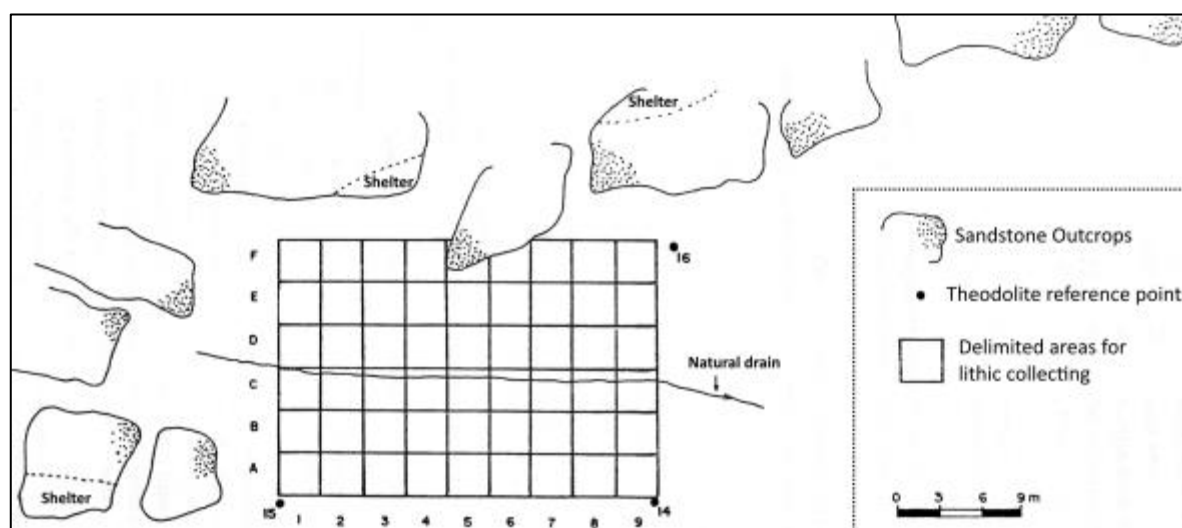 Shelter
Shelter
F
16
Sandstone Outcrops
E
Theodolite reference point
D
Natural drain
C
Delimited areas for
lithic collecting
B
A
Shelter
0 3 6 9 m
15
14
1 2 3 4 5 6 7 8 9